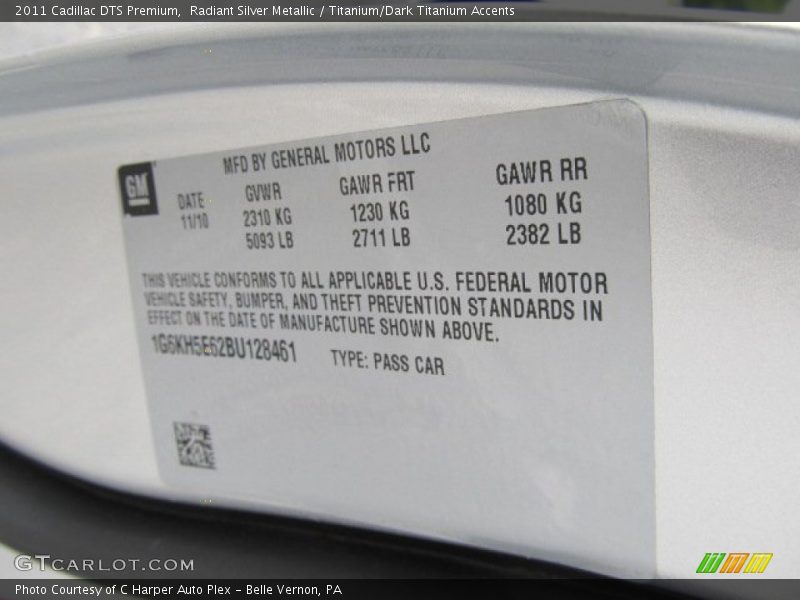 2011 Cadillac DTS Premium,  Radiant Silver Metallic / Titanium/Dark Titanium Accents
MFD BY GENERAL MOTORS LLC
GM
DATE GVWR GAWR FRT GAWR RR
11/10 2310 KG 1230 KG 1080 KG
5093 LB 2711 LB 2382 LB
THIS VEHICLE CONFORMS TO ALL APPLICABLE U.S. FEDERAL MOTOR
VEHICLE SAFETY, BUMPER, AND THEFT PREVENTION STANDARDS IN
EFFECT ON THE DATE OF MANUFACTURE SHOWN ABOVE.
1G6KH5E62BU128461 TYPE: PASS CAR
GTCARLOT.COM
Photo Courtesy of C Harper Auto Plex – Belle Vernon, PA